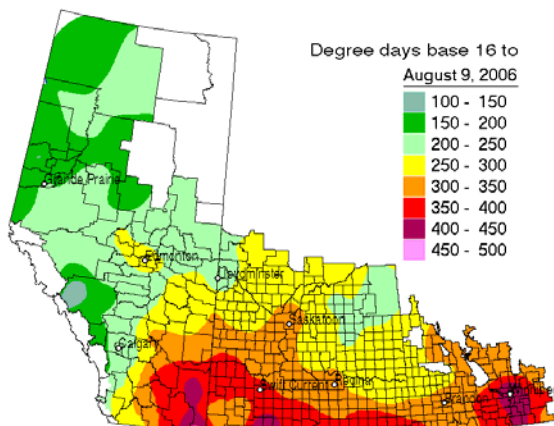 Degree days base 16 to
August 9, 2006
100 - 150
150 - 200
200 - 250
250 - 300
300 - 350
350 - 400
400 - 450
450 - 500
Grande Prairie
Edmonton
Lloydminster
Saskatoon
Calgary
Swift Current
Regina
Brandon
Winnipeg